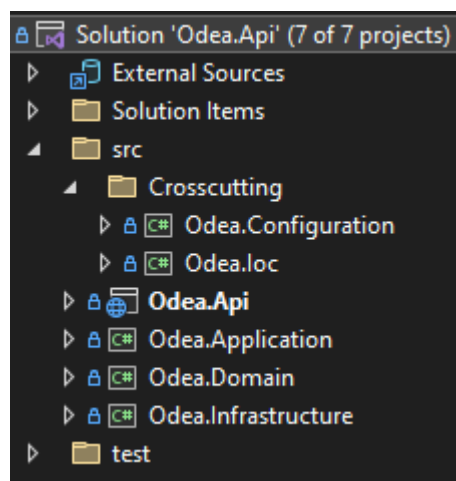 Solution 'Odea.Api' (7 of 7 projects)
External Sources
Solution Items
src
Crosscutting
C# Odea.Configuration
C# Odea.Ioc
Odea.Api
C# Odea.Application
C# Odea.Domain
C# Odea.Infrastructure
test